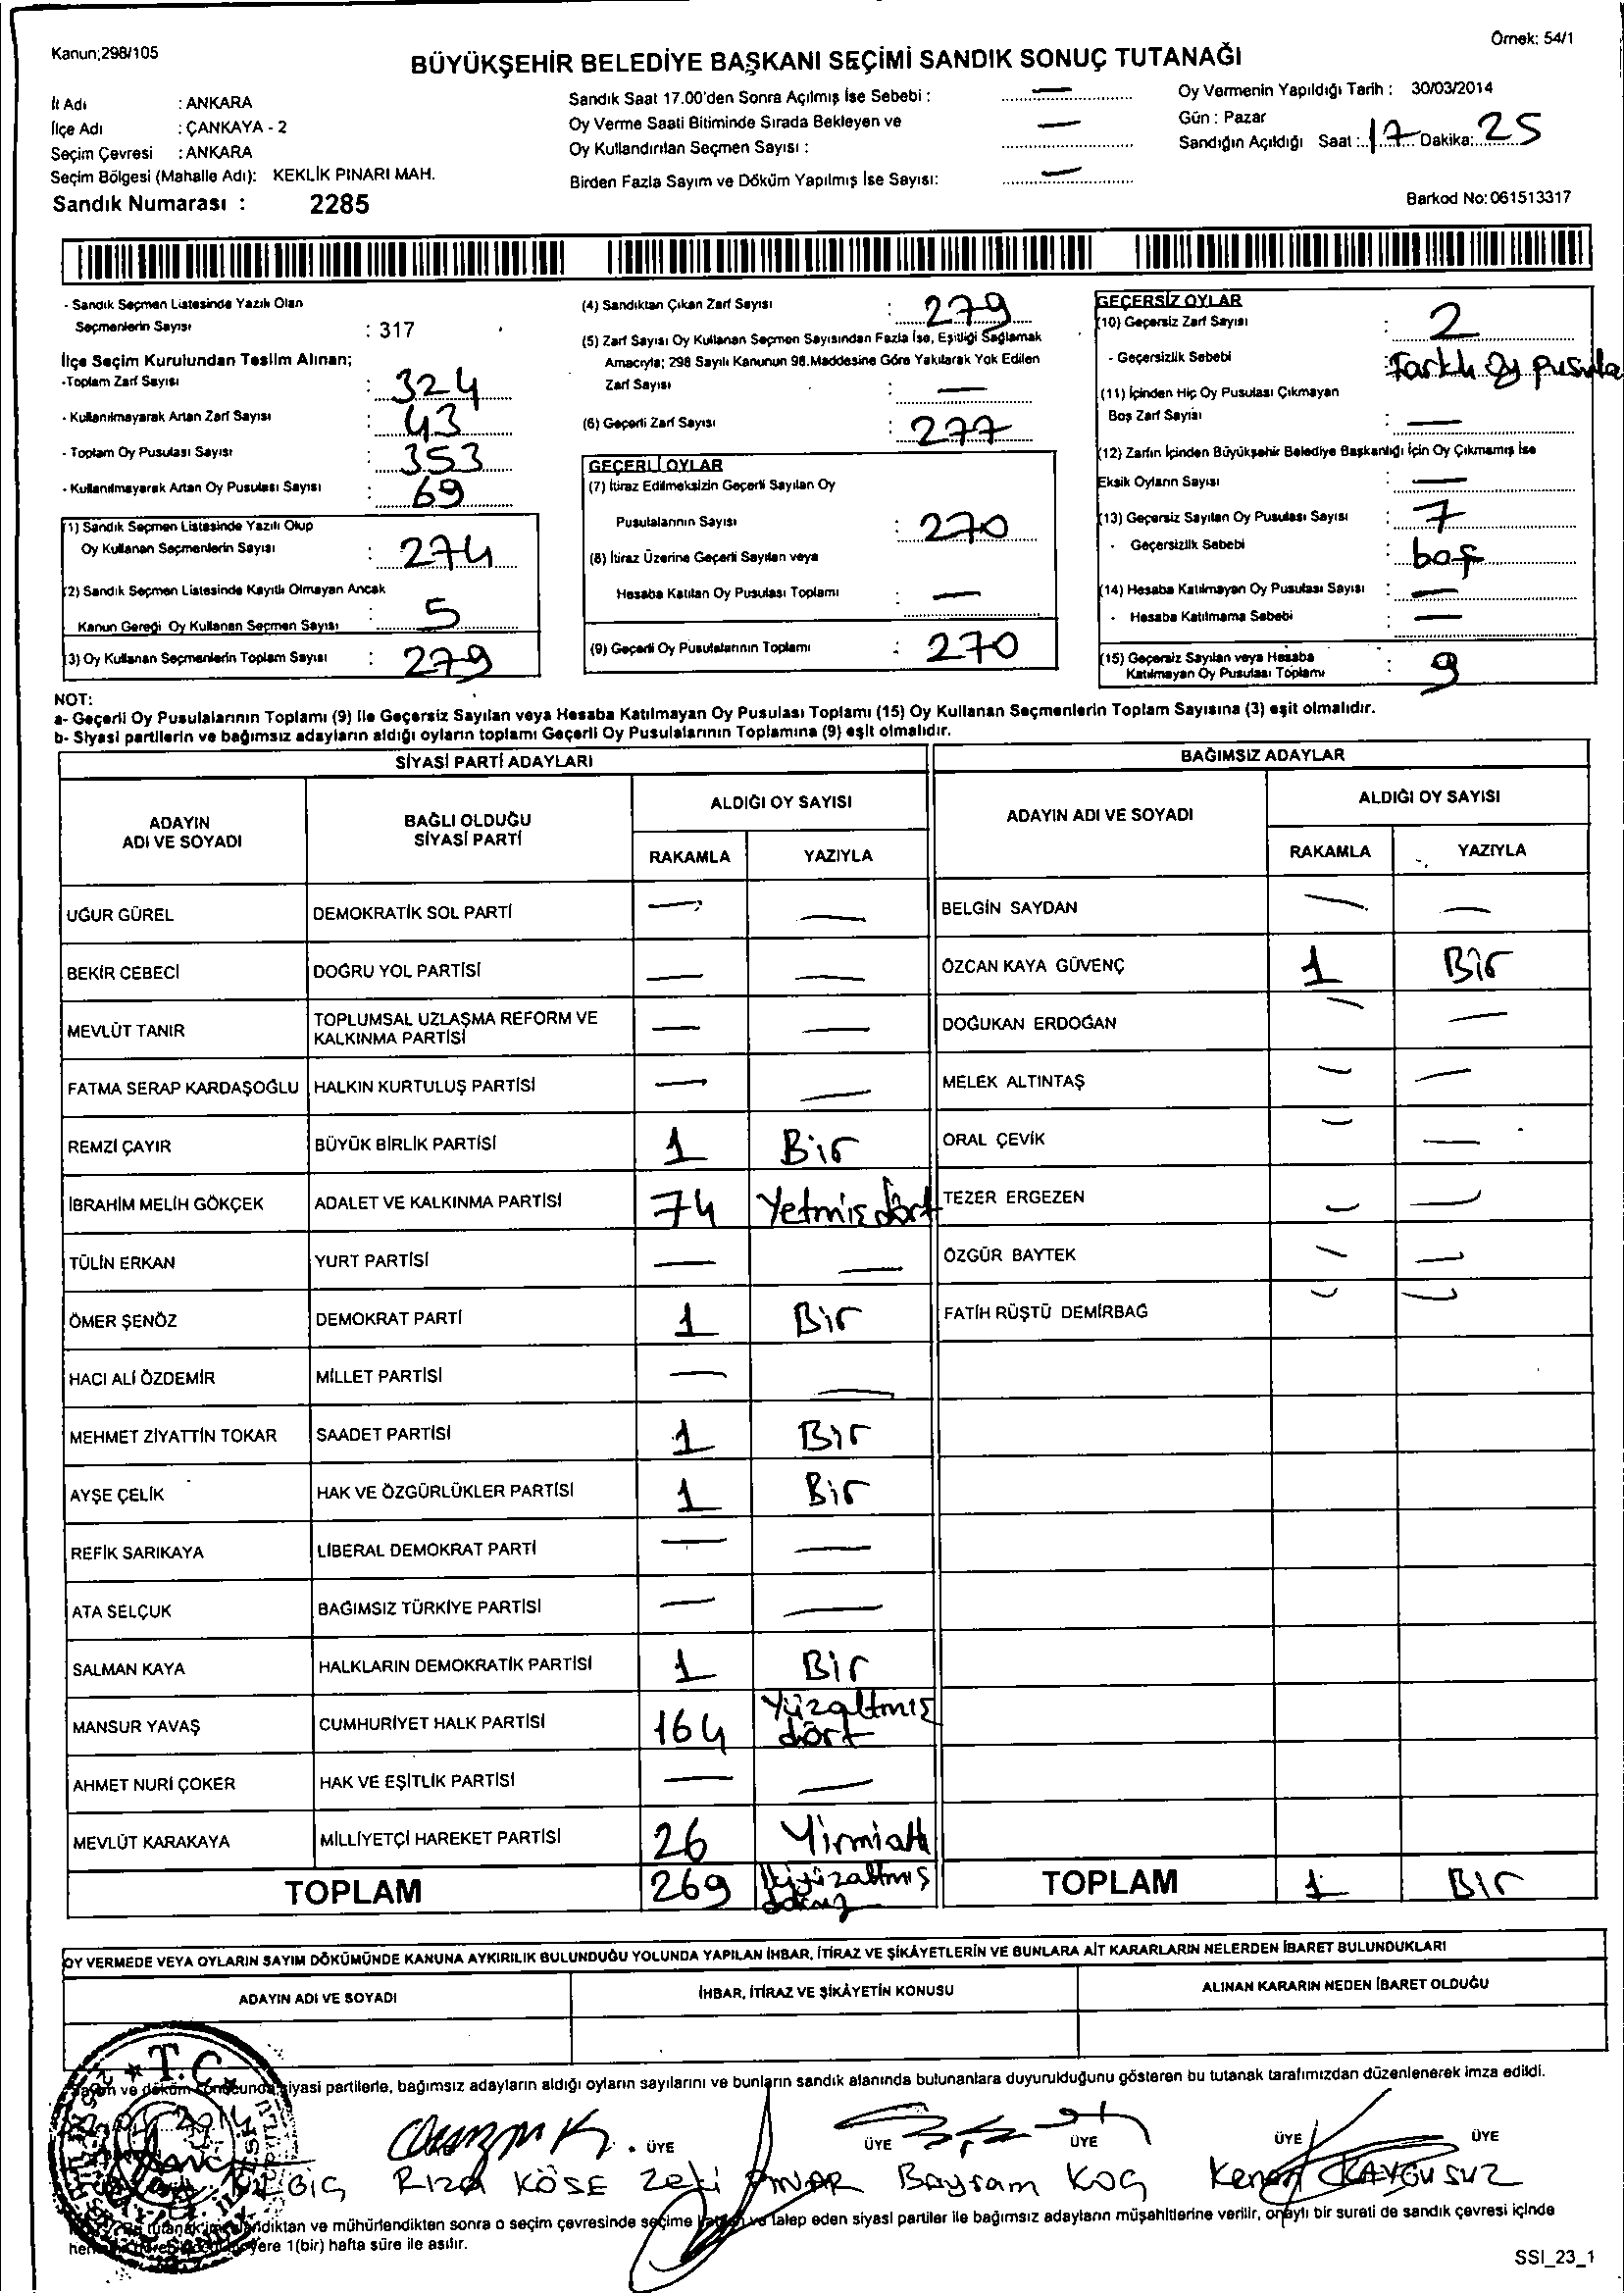 Kanun;298/105
Örnek: 54/1
BÜYÜKŞEHİR BELEDİYE BAŞKANI SEÇİMİ SANDIK SONUÇ TUTANAĞI
İl Adı : ANKARA
İlçe Adı : ÇANKAYA - 2
Seçim Çevresi : ANKARA
Seçim Bölgesi (Mahalle Adı): KEKLİK PINARI MAH.
Sandık Numarası : 2285
Sandık Saat 17.00'den Sonra Açılmış İse Sebebi : —
Oy Verme Saati Bitiminde Sırada Bekleyen ve
Oy Kullandırılan Seçmen Sayısı : —
Birden Fazla Sayım ve Döküm Yapılmış İse Sayısı: —
Oy Vermenin Yapıldığı Tarih : 30/03/2014
Gün : Pazar
Sandığın Açıldığı Saat : 17 Dakika: 25
Barkod No: 061513317
- Sandık Seçmen Listesinde Yazılı Olan
Seçmenlerin Sayısı : 317
İlçe Seçim Kurulundan Teslim Alınan;
-Toplam Zarf Sayısı : 324
- Kullanılmayarak Artan Zarf Sayısı : 43
- Toplam Oy Pusulası Sayısı : 353
- Kullanılmayarak Artan Oy Pusulası Sayısı : 69
(1) Sandık Seçmen Listesinde Yazılı Olup
Oy Kullanan Seçmenlerin Sayısı : 274
(2) Sandık Seçmen Listesinde Kayıtlı Olmayan Ancak
Kanun Gereği Oy Kullanan Seçmen Sayısı : 5
(3) Oy Kullanan Seçmenlerin Toplam Sayısı : 279
(4) Sandıktan Çıkan Zarf Sayısı : 279
(5) Zarf Sayısı Oy Kullanan Seçmen Sayısından Fazla İse, Eşitliği Sağlamak
Amacıyla; 298 Sayılı Kanunun 98.Maddesine Göre Yakılarak Yok Edilen
Zarf Sayısı : —
(6) Geçerli Zarf Sayısı : 277
GEÇERLİ OYLAR
(7) İtiraz Edilmeksizin Geçerli Sayılan Oy
Pusulalarının Sayısı : 270
(8) İtiraz Üzerine Geçerli Sayılan veya
Hesaba Katılan Oy Pusulası Toplamı : —
(9) Geçerli Oy Pusulalarının Toplamı : 270
GEÇERSİZ OYLAR
(10) Geçersiz Zarf Sayısı : 2
- Geçersizlik Sebebi : Farklı Oy pusula
(11) İçinden Hiç Oy Pusulası Çıkmayan
Boş Zarf Sayısı : —
(12) Zarfın İçinden Büyükşehir Belediye Başkanlığı İçin Oy Çıkmamış İse
Eksik Oyların Sayısı : —
(13) Geçersiz Sayılan Oy Pusulası Sayısı : 7
- Geçersizlik Sebebi : boş
(14) Hesaba Katılmayan Oy Pusulası Sayısı : —
- Hesaba Katılmama Sebebi : —
(15) Geçersiz Sayılan veya Hesaba
Katılmayan Oy Pusulası Toplamı : 9
NOT:
a- Geçerli Oy Pusulalarının Toplamı (9) ile Geçersiz Sayılan veya Hesaba Katılmayan Oy Pusulası Toplamı (15) Oy Kullanan Seçmenlerin Toplam Sayısına (3) eşit olmalıdır.
b- Siyasi partilerin ve bağımsız adayların aldığı oyların toplamı Geçerli Oy Pusulalarının Toplamına (9) eşit olmalıdır.
SİYASİ PARTİ ADAYLARI
ADAYIN ADI VE SOYADI BAĞLI OLDUĞU SİYASİ PARTİ ALDIĞI OY SAYISI
RAKAMLA YAZIYLA
UĞUR GÜREL DEMOKRATİK SOL PARTİ — —
BEKİR CEBECİ DOĞRU YOL PARTİSİ — —
MEVLÜT TANIR TOPLUMSAL UZLAŞMA REFORM VE KALKINMA PARTİSİ — —
FATMA SERAP KARDAŞOĞLU HALKIN KURTULUŞ PARTİSİ — —
REMZİ ÇAYIR BÜYÜK BİRLİK PARTİSİ 1 Bir
İBRAHİM MELİH GÖKÇEK ADALET VE KALKINMA PARTİSİ 74 Yetmiş dört
TÜLİN ERKAN YURT PARTİSİ — —
ÖMER ŞENÖZ DEMOKRAT PARTİ 1 Bir
HACI ALİ ÖZDEMİR MİLLET PARTİSİ — —
MEHMET ZİYATTİN TOKAR SAADET PARTİSİ 1 Bir
AYŞE ÇELİK HAK VE ÖZGÜRLÜKLER PARTİSİ 1 Bir
REFİK SARIKAYA LİBERAL DEMOKRAT PARTİ — —
ATA SELÇUK BAĞIMSIZ TÜRKİYE PARTİSİ — —
SALMAN KAYA HALKLARIN DEMOKRATİK PARTİSİ 1 Bir
MANSUR YAVAŞ CUMHURİYET HALK PARTİSİ 164 Yüzaltmış dört
AHMET NURİ ÇOKER HAK VE EŞİTLİK PARTİSİ — —
MEVLÜT KARAKAYA MİLLİYETÇİ HAREKET PARTİSİ 26 Yirmialtı
TOPLAM 269 İkiyüzaltmış dokuz
BAĞIMSIZ ADAYLAR
ADAYIN ADI VE SOYADI ALDIĞI OY SAYISI
RAKAMLA YAZIYLA
BELGİN SAYDAN — —
ÖZCAN KAYA GÜVENÇ 1 Bir
DOĞUKAN ERDOĞAN — —
MELEK ALTINTAŞ — —
ORAL ÇEVİK — —
TEZER ERGEZEN — —
ÖZGÜR BAYTEK — —
FATİH RÜŞTÜ DEMİRBAĞ — —
TOPLAM 1 Bir
OY VERMEDE VEYA OYLARIN SAYIM DÖKÜMÜNDE KANUNA AYKIRILIK BULUNDUĞU YOLUNDA YAPILAN İHBAR, İTİRAZ VE ŞİKÂYETLERİN VE BUNLARA AİT KARARLARIN NELERDEN İBARET BULUNDUKLARI
ADAYIN ADI VE SOYADI İHBAR, İTİRAZ VE ŞİKÂYETİN KONUSU ALINAN KARARIN NEDEN İBARET OLDUĞU
T.C.
siyasi partilerle, bağımsız adayların aldığı oyların sayılarını ve bunların sandık alanında bulunanlara duyurulduğunu gösteren bu tutanak tarafımızdan düzenlenerek imza edildi.
ÜYE ÜYE ÜYE ÜYE ÜYE
Rıza KÖSE Zeki Bayram KOÇ Kenan KAYGUSUZ
ve mühürlendikten sonra o seçim çevresinde seçime talep eden siyasi partiler ile bağımsız adayların müşahitlerine verilir, onaylı bir sureti de sandık çevresi içinde
yere 1(bir) hafta süre ile asılır.
SSI_23_1